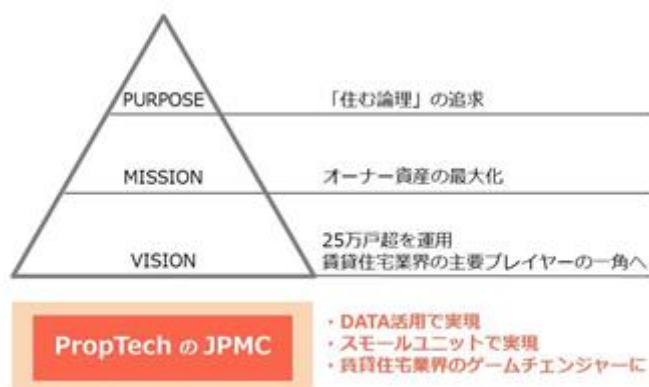 PURPOSE
「住む論理」の追求
MISSION
オーナー資産の最大化
VISION
25万戸超を運用
賃貸住宅業界の主要プレイヤーの一角へ
PropTech の JPMC
・DATA活用で実現
・スモールユニットで実現
・賃貸住宅業界のゲームチェンジャーに